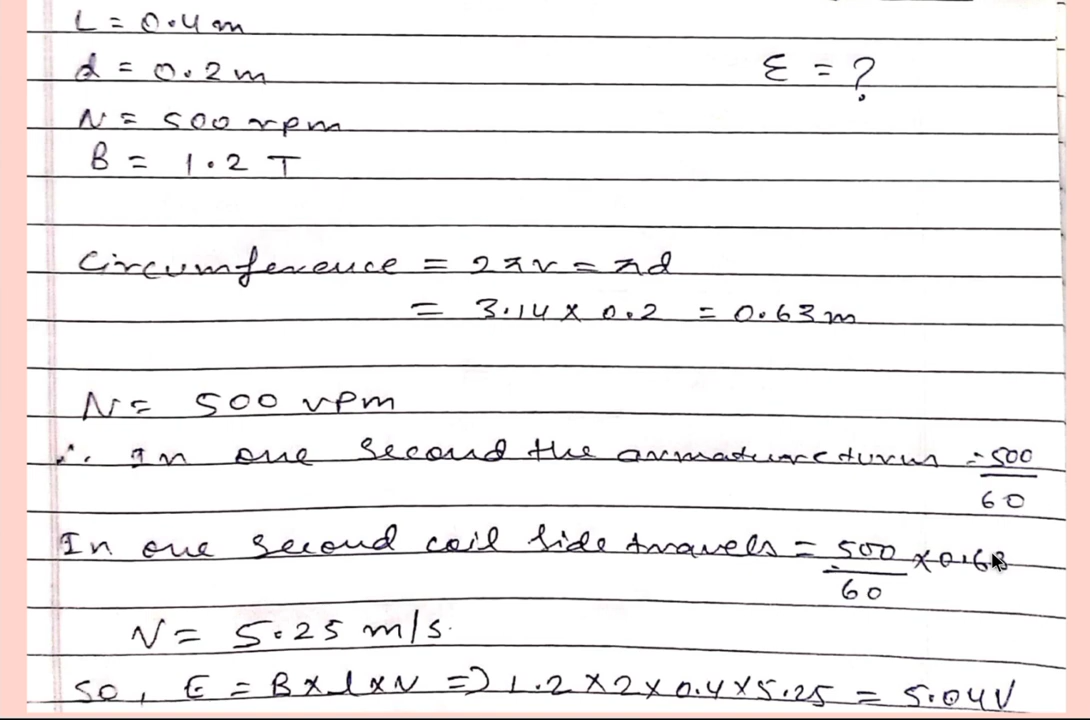 L = 0.4 m
d = 0.2 m
ε = ?
N = 500 rpm
B = 1.2 T
Circumference = 2πr = πd
= 3.14 × 0.2 = 0.63 m
N = 500 rpm
∴ In one second the armature turns = 500/60
In one second coil side travels = 500/60 × 0.63
V = 5.25 m/s.
so, E = B × l × V => 1.2 × 2 × 0.4 × 5.25 = 5.04 V